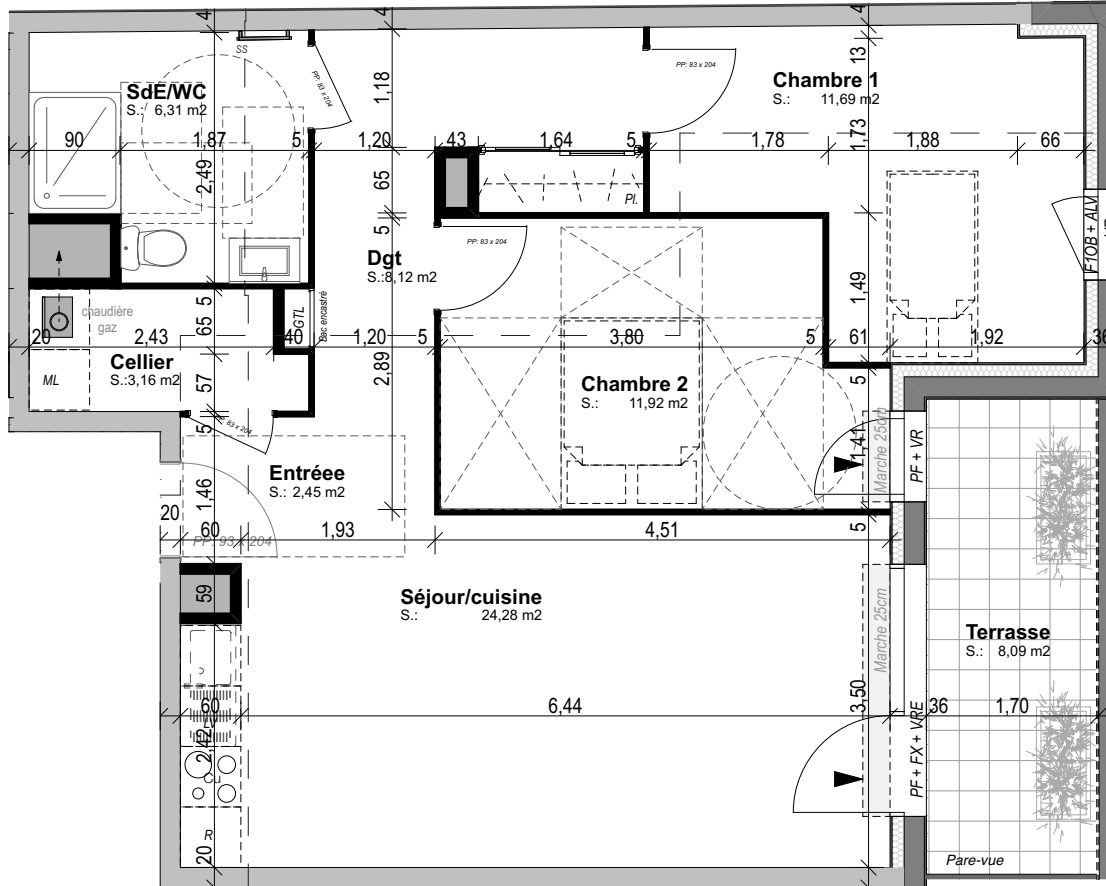 4
4
4
SS
PP: 83 x 204
PP: 83 x 204
SdE/WC
S.: 6,31 m2
1,18
13
Chambre 1
S.: 11,69 m2
90
1,87
5
1,20
43
1,64
5
1,78
1,73
1,88
66
2,49
65
Pl.
5
PP: 83 x 204
Dgt
S.:8,12 m2
F1OB + ALV
chaudière
gaz
5
65
GTL
Bac encastré
1,49
20
2,43
40
1,20
5
3,80
5
61
1,92
36
Cellier
S.:3,16 m2
ML
57
2,89
Chambre 2
S.: 11,92 m2
5
5
PP: 83 x 204
1,41
Marche 25cm
PF + VR
Entréee
S.: 2,45 m2
1,46
20
60
1,93
4,51
5
PP: 93 x 204
59
Séjour/cuisine
S.: 24,28 m2
Marche 25cm
Terrasse
S.: 8,09 m2
60
6,44
3,50
36
1,70
PF + FX + VRE
2,42
Cu
R
20
Pare-vue